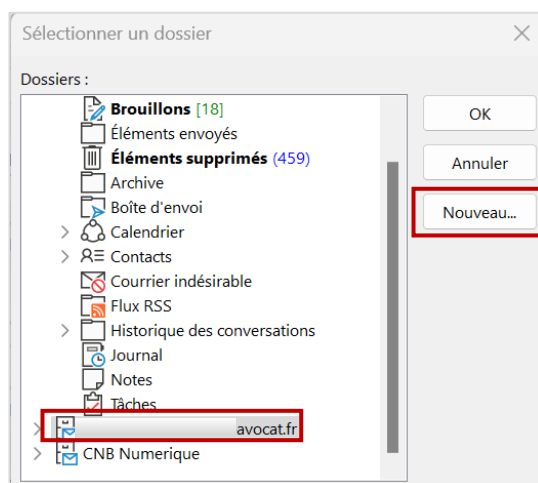 Sélectionner un dossier
Dossiers :
Brouillons [18]
Éléments envoyés
Éléments supprimés (459)
Archive
Boîte d'envoi
Calendrier
Contacts
Courrier indésirable
Flux RSS
Historique des conversations
Journal
Notes
Tâches
avocat.fr
CNB Numerique
OK
Annuler
Nouveau...